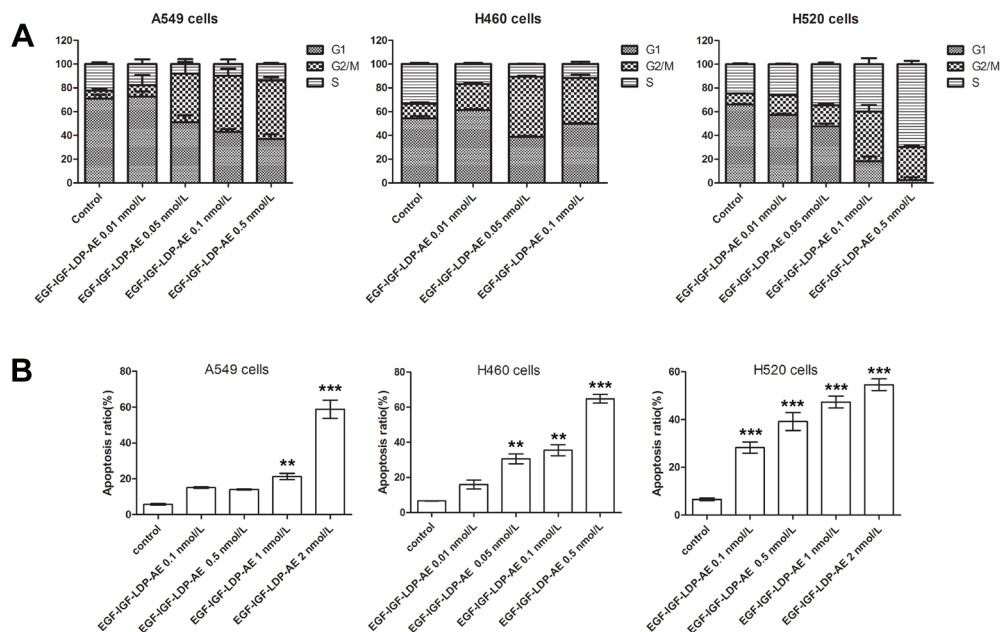 A
A549 cells
120
100
80
60
40
20
0
G1
G2/M
S
Control
EGF-IGF-LDP-AE 0.01 nmol/L
EGF-IGF-LDP-AE 0.05 nmol/L
EGF-IGF-LDP-AE 0.1 nmol/L
EGF-IGF-LDP-AE 0.5 nmol/L
H460 cells
120
100
80
60
40
20
0
G1
G2/M
S
Control
EGF-IGF-LDP-AE 0.01 nmol/L
EGF-IGF-LDP-AE 0.05 nmol/L
EGF-IGF-LDP-AE 0.1 nmol/L
H520 cells
120
100
80
60
40
20
0
G1
G2/M
S
Control
EGF-IGF-LDP-AE 0.01 nmol/L
EGF-IGF-LDP-AE 0.05 nmol/L
EGF-IGF-LDP-AE 0.1 nmol/L
EGF-IGF-LDP-AE 0.5 nmol/L
B
A549 cells
Apoptosis ratio(%)
80
60
40
20
0
**
***
control
EGF-IGF-LDP-AE 0.1 nmol/L
EGF-IGF-LDP-AE 0.5 nmol/L
EGF-IGF-LDP-AE 1 nmol/L
EGF-IGF-LDP-AE 2 nmol/L
H460 cells
Apoptosis ratio(%)
80
60
40
20
0
**
**
***
control
EGF-IGF-LDP-AE 0.01 nmol/L
EGF-IGF-LDP-AE 0.05 nmol/L
EGF-IGF-LDP-AE 0.1 nmol/L
EGF-IGF-LDP-AE 0.5 nmol/L
H520 cells
Apoptosis ratio(%)
60
40
20
0
***
***
***
***
control
EGF-IGF-LDP-AE 0.1 nmol/L
EGF-IGF-LDP-AE 0.5 nmol/L
EGF-IGF-LDP-AE 1 nmol/L
EGF-IGF-LDP-AE 2 nmol/L